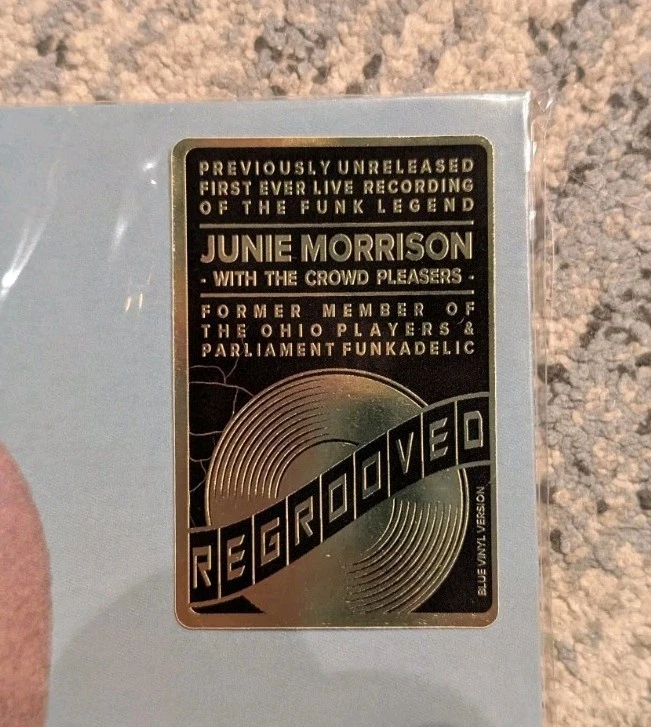 PREVIOUSLY UNRELEASED
FIRST EVER LIVE RECORDING
OF THE FUNK LEGEND
JUNIE MORRISON
- WITH THE CROWD PLEASERS -
FORMER MEMBER OF
THE OHIO PLAYERS &
PARLIAMENT FUNKADELIC
REGROOVED
BLUE VINYL VERSION